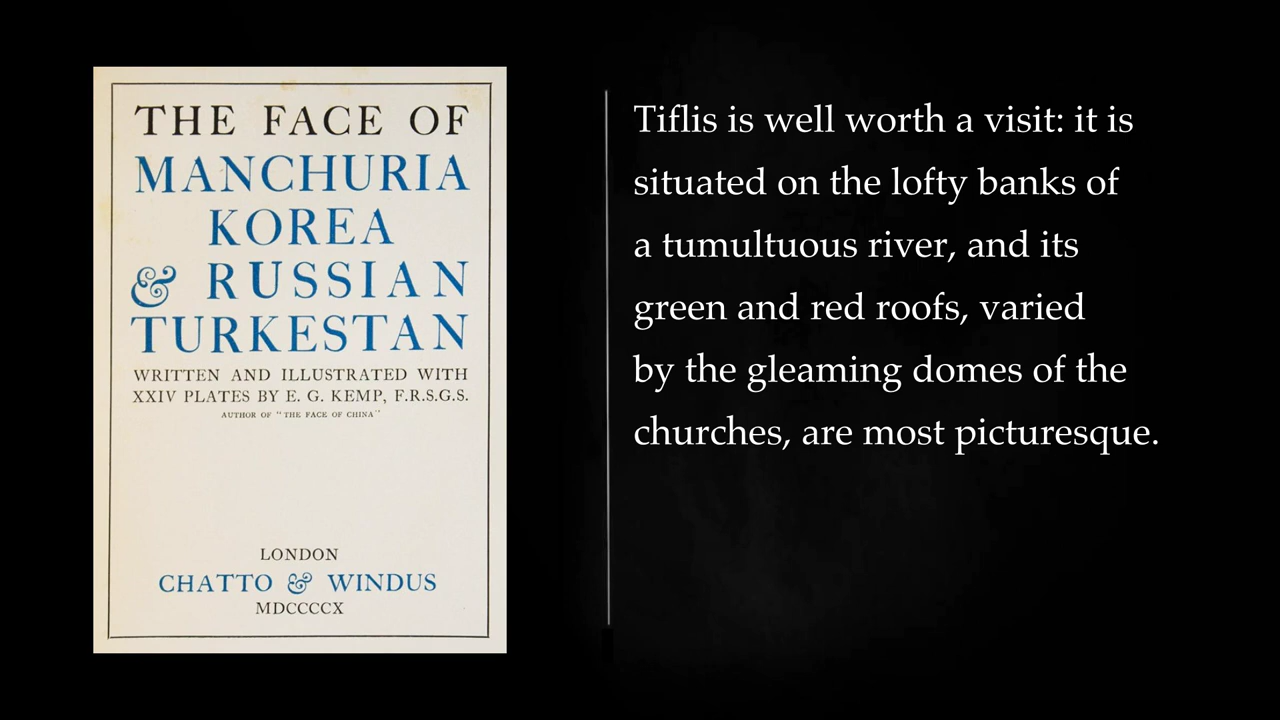 THE FACE OF
MANCHURIA
KOREA
& RUSSIAN
TURKESTAN
WRITTEN AND ILLUSTRATED WITH
XXIV PLATES BY E. G. KEMP, F.R.S.G.S.
AUTHOR OF "THE FACE OF CHINA"
LONDON
CHATTO & WINDUS
MDCCCCX
Tiflis is well worth a visit: it is
situated on the lofty banks of
a tumultuous river, and its
green and red roofs, varied
by the gleaming domes of the
churches, are most picturesque.